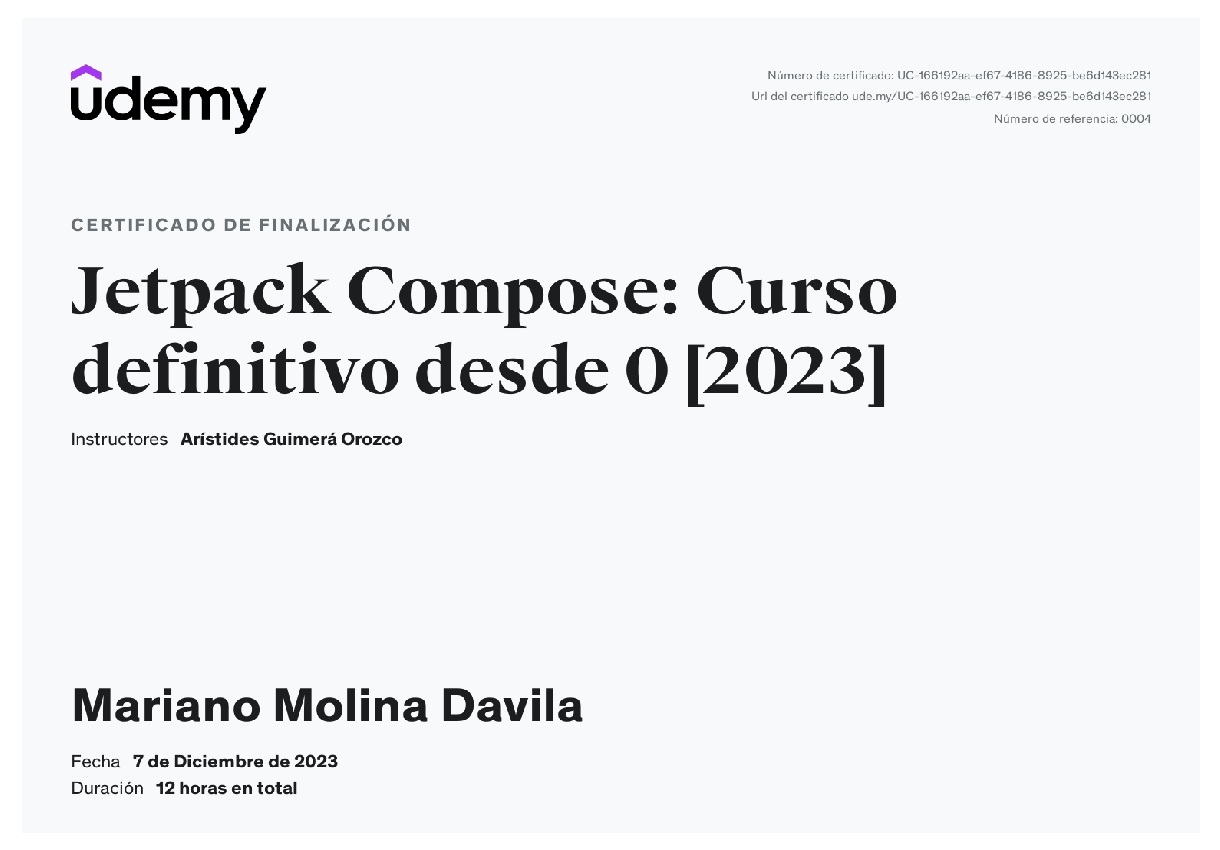 udemy
Número de certificado: UC-166192aa-ef67-4186-8925-be6d143ec281
Url del certificado ude.my/UC-166192aa-ef67-4186-8925-be6d143ec281
Número de referencia: 0004
CERTIFICADO DE FINALIZACIÓN
Jetpack Compose: Curso
definitivo desde 0 [2023]
Instructores Arístides Guimerá Orozco
Mariano Molina Davila
Fecha 7 de Diciembre de 2023
Duración 12 horas en total